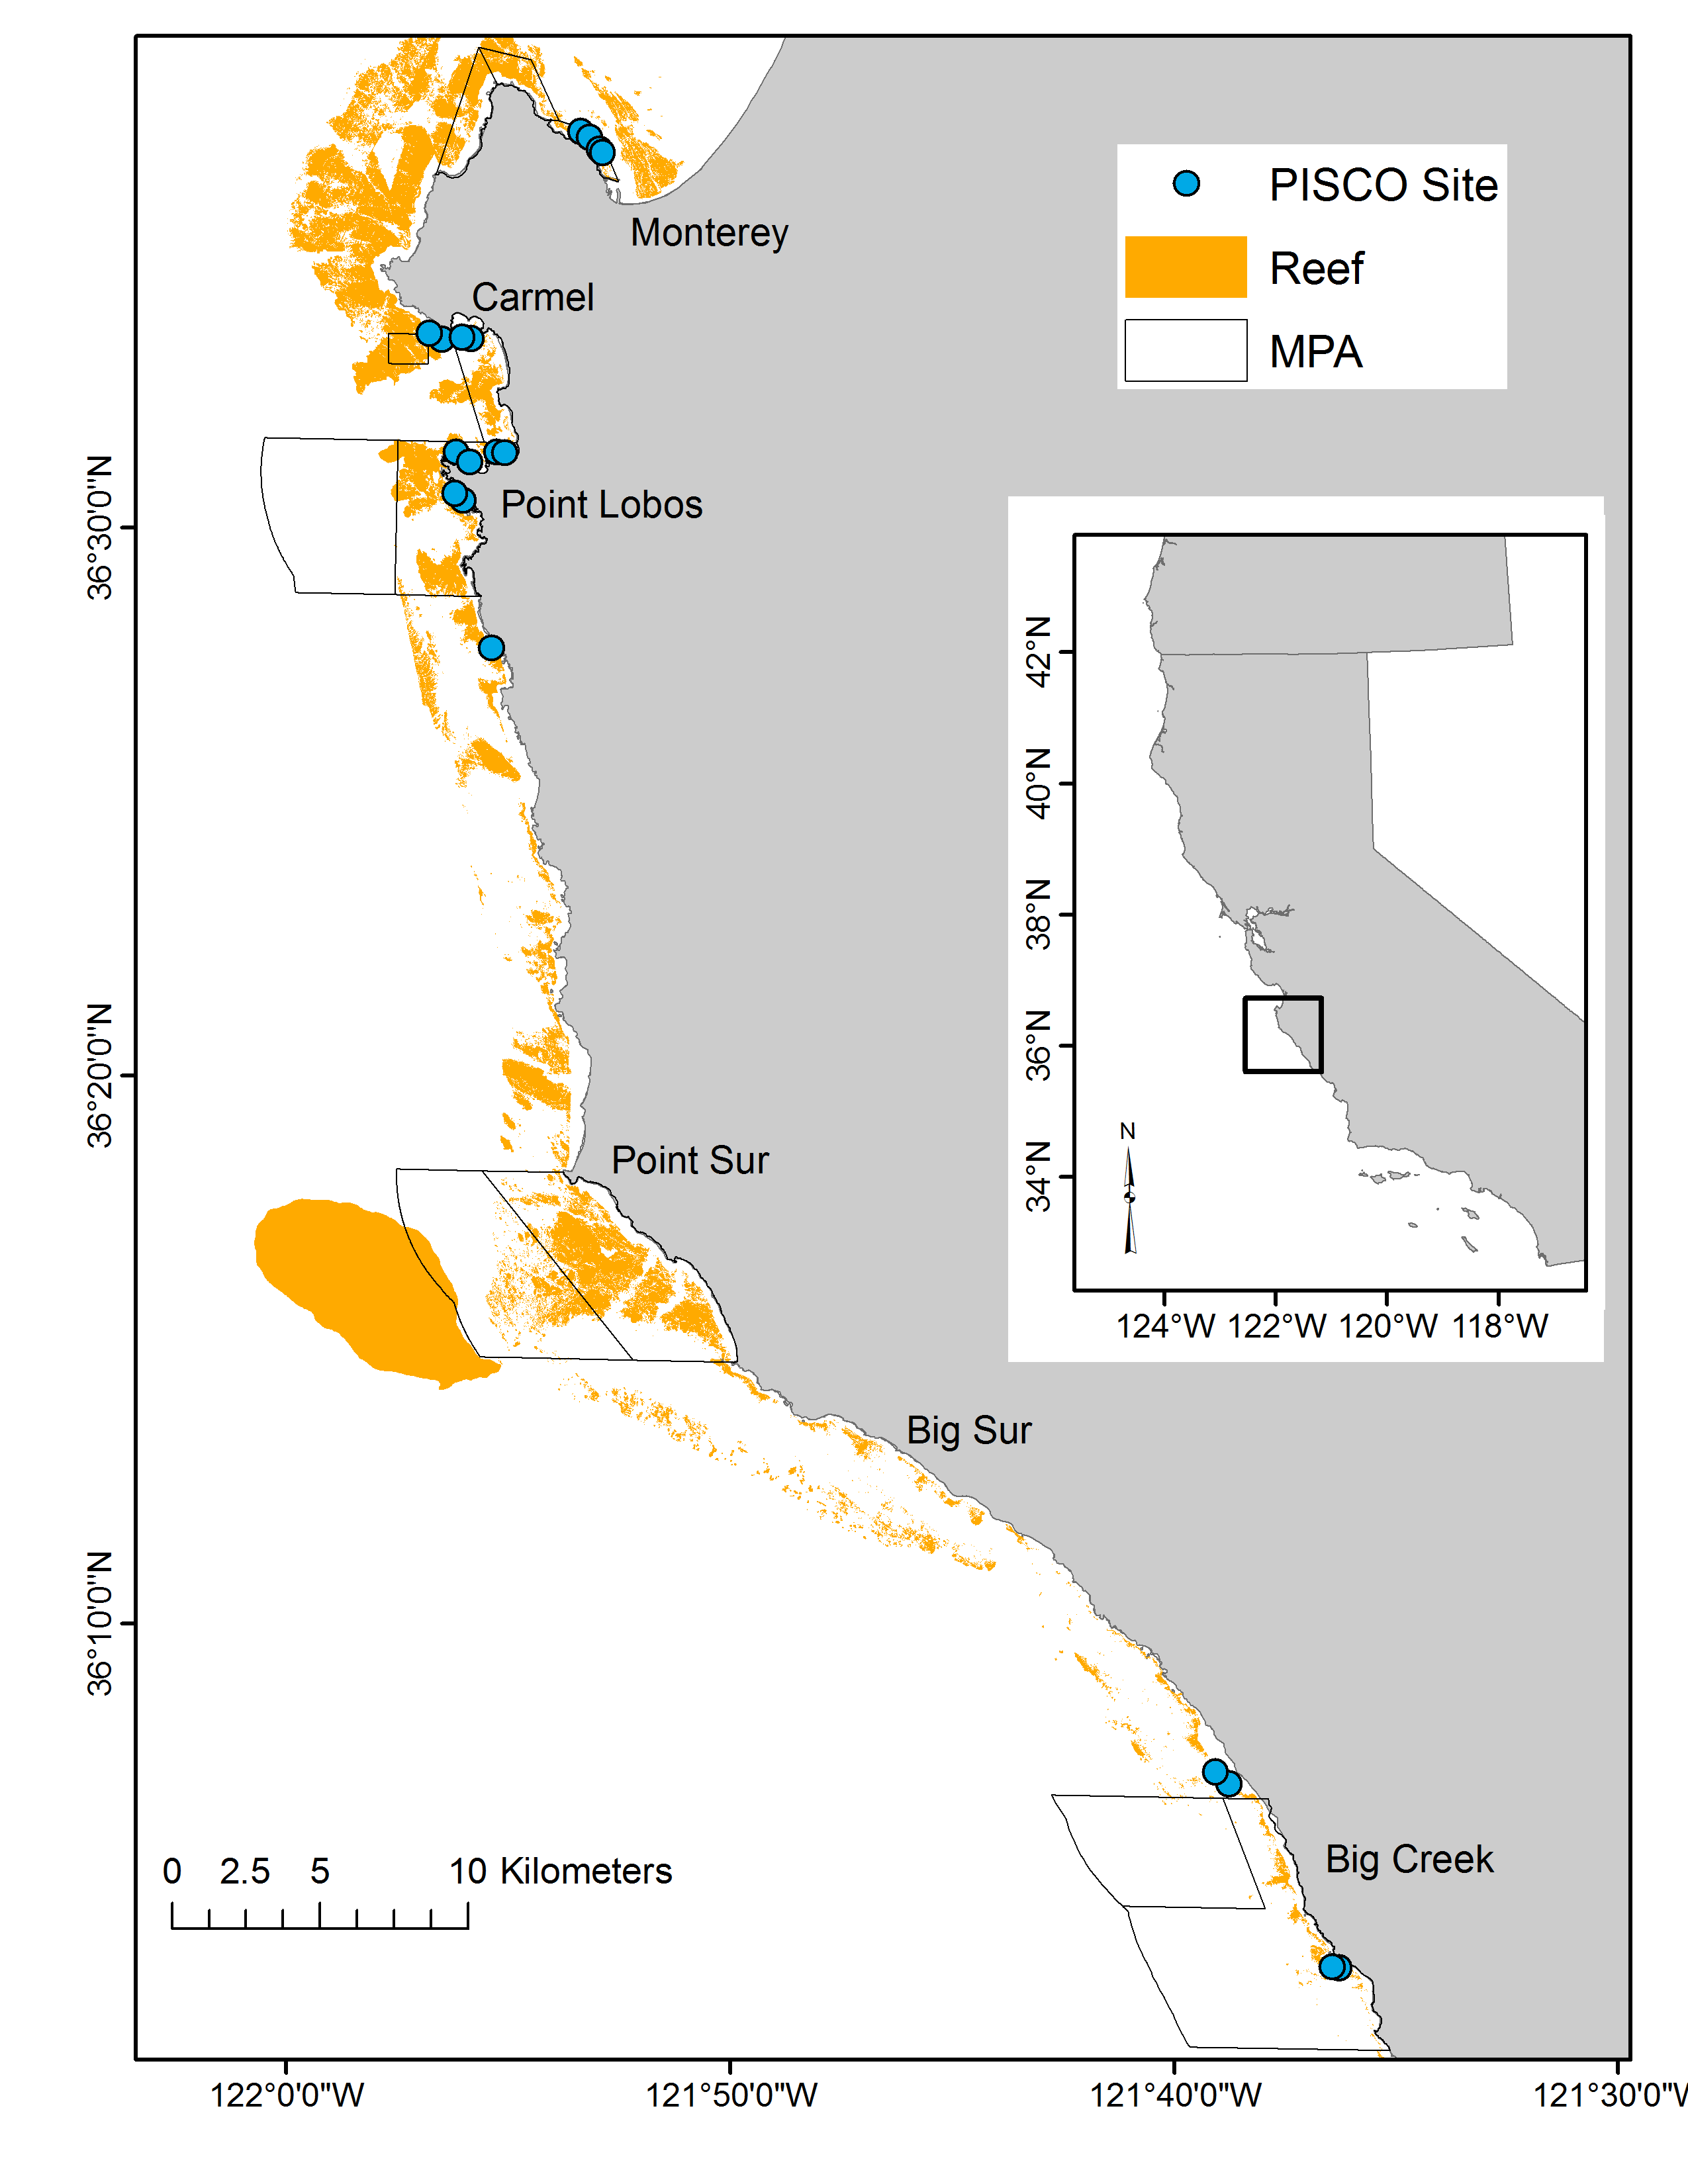 PISCO Site
Reef
MPA
Monterey
Carmel
Point Lobos
Point Sur
Big Sur
Big Creek
36°30'0"N
36°20'0"N
36°10'0"N
42°N
40°N
38°N
36°N
34°N
N
124°W 122°W 120°W 118°W
0 2.5 5 10 Kilometers
122°0'0"W 121°50'0"W 121°40'0"W 121°30'0"W